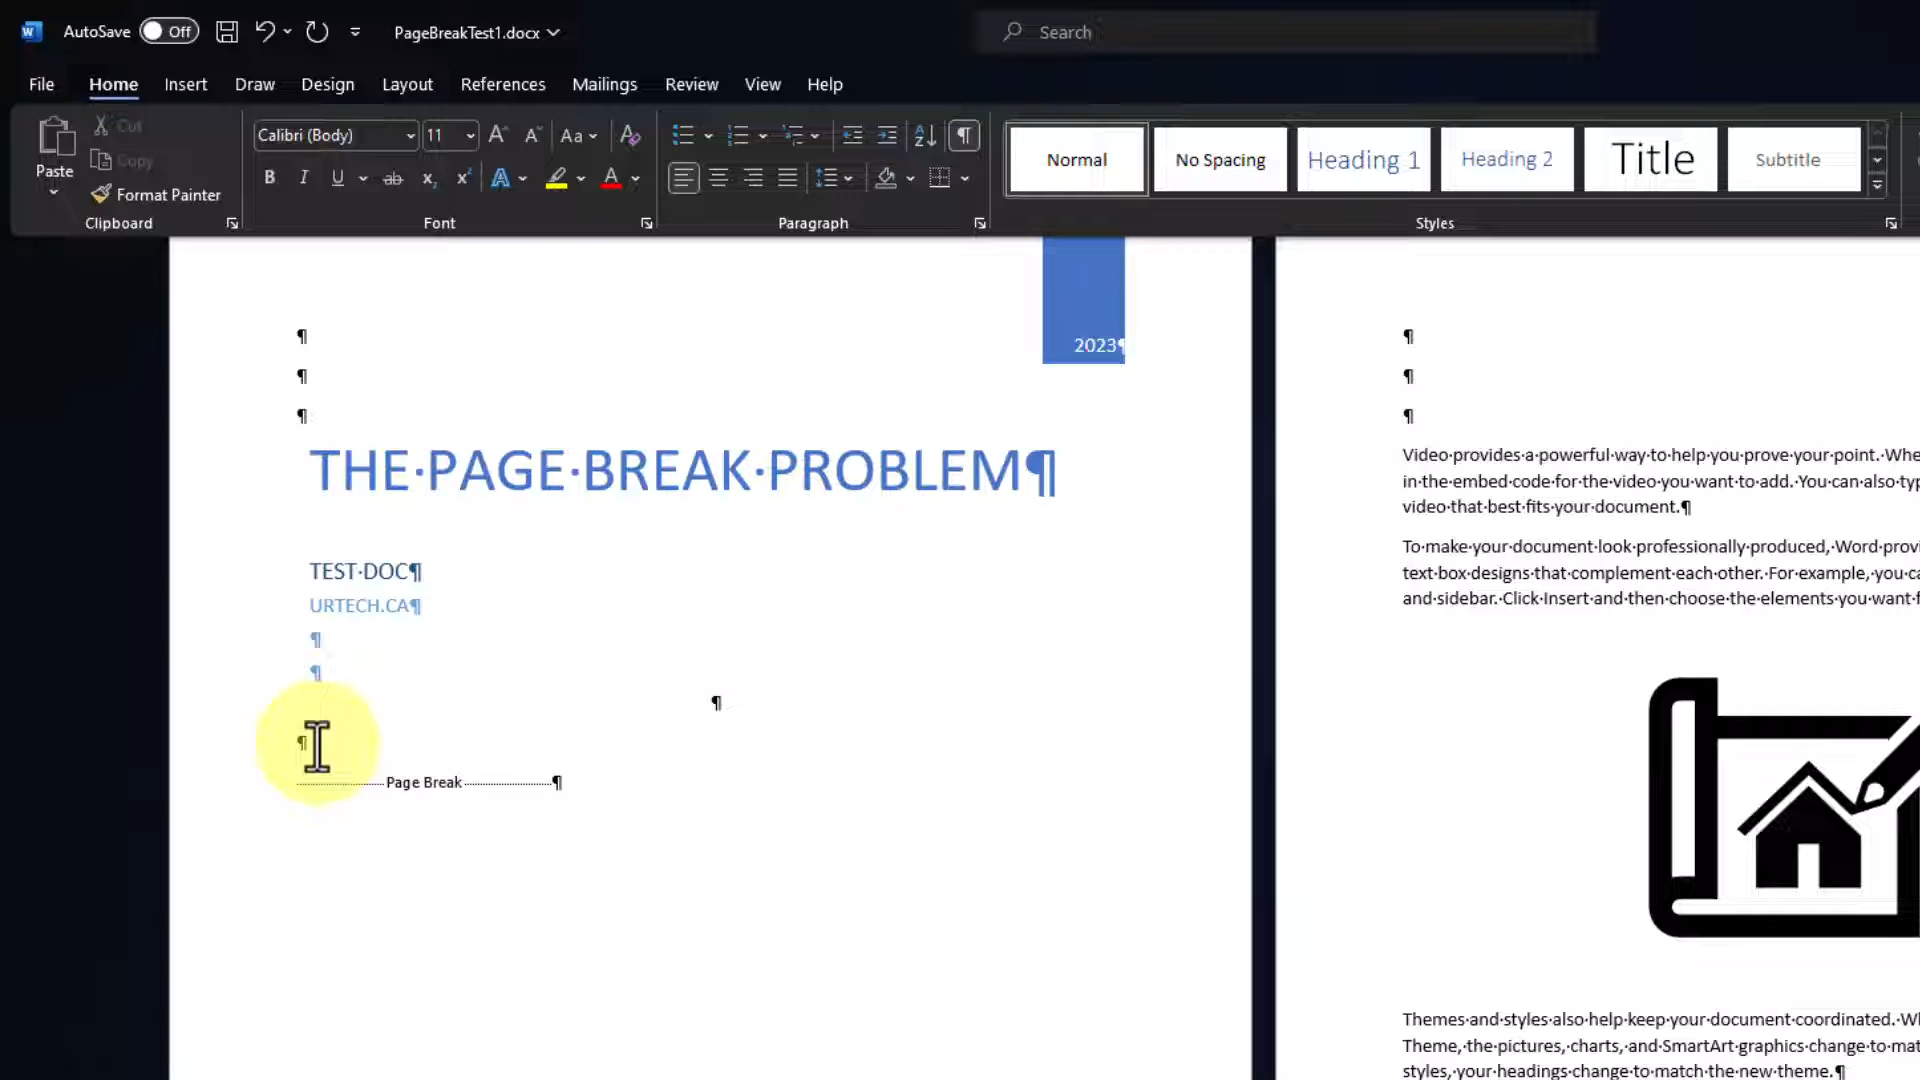 AutoSave Off PageBreakTest1.docx Search
File Home Insert Draw Design Layout References Mailings Review View Help
Paste
Cut
Copy
Format Painter
Clipboard
Calibri (Body) 11
Font
Paragraph
Normal No Spacing Heading 1 Heading 2 Title Subtitle
Styles
¶
¶
¶
2023¶
THE·PAGE·BREAK·PROBLEM¶
TEST·DOC¶
URTECH.CA¶
¶
¶
¶
¶
Page Break¶
¶
¶
¶
Video·provides·a·powerful·way·to·help·you·prove·your·point.·Whe
in·the·embed·code·for·the·video·you·want·to·add.·You·can·also·typ
video·that·best·fits·your·document.¶
To·make·your·document·look·professionally·produced,·Word·provi
text·box·designs·that·complement·each·other.·For·example,·you·ca
and·sidebar.·Click·Insert·and·then·choose·the·elements·you·want·f
Themes·and·styles·also·help·keep·your·document·coordinated.·Wh
Theme,·the·pictures,·charts,·and·SmartArt·graphics·change·to·mat
styles,·your·headings·change·to·match·the·new·theme.¶